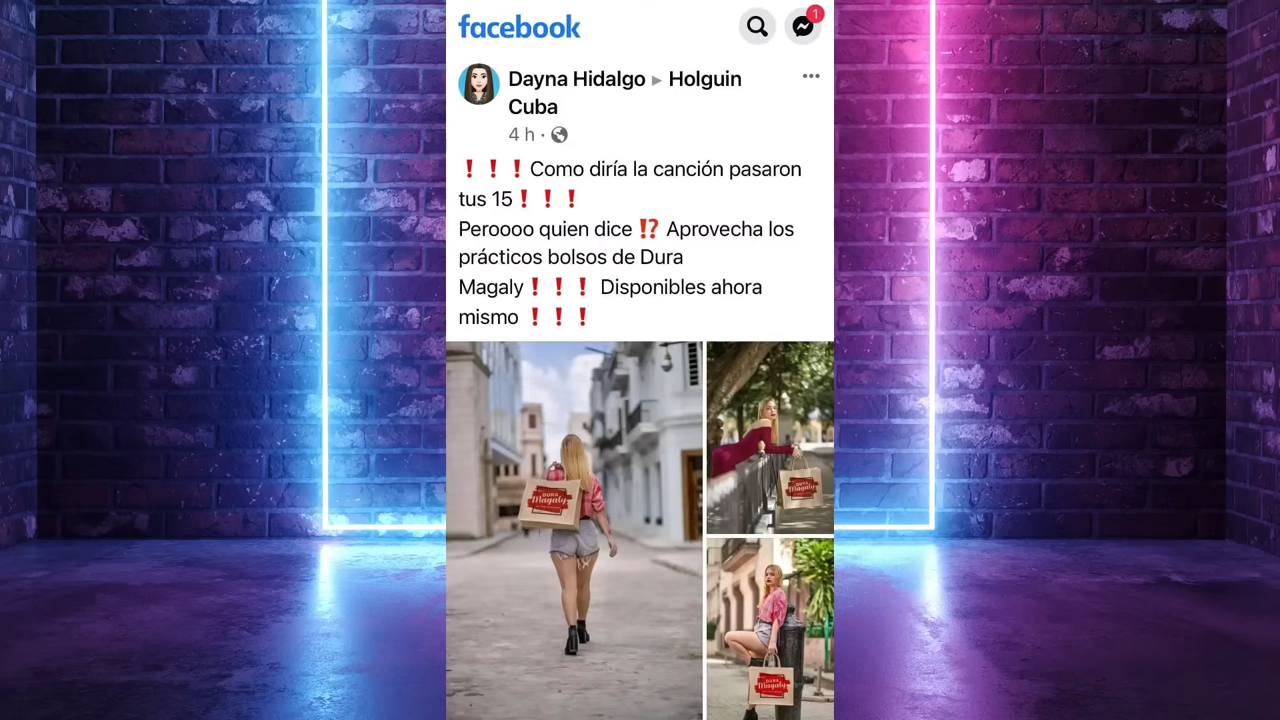 facebook
1
Dayna Hidalgo ▸ Holguin
Cuba
4 h ·
❗❗❗Como diría la canción pasaron
tus 15❗❗❗
Peroooo quien dice ⁉️ Aprovecha los
prácticos bolsos de Dura
Magaly❗❗❗ Disponibles ahora
mismo ❗❗❗
DURA
Magaly
DURA
Magaly
DURA
Magaly